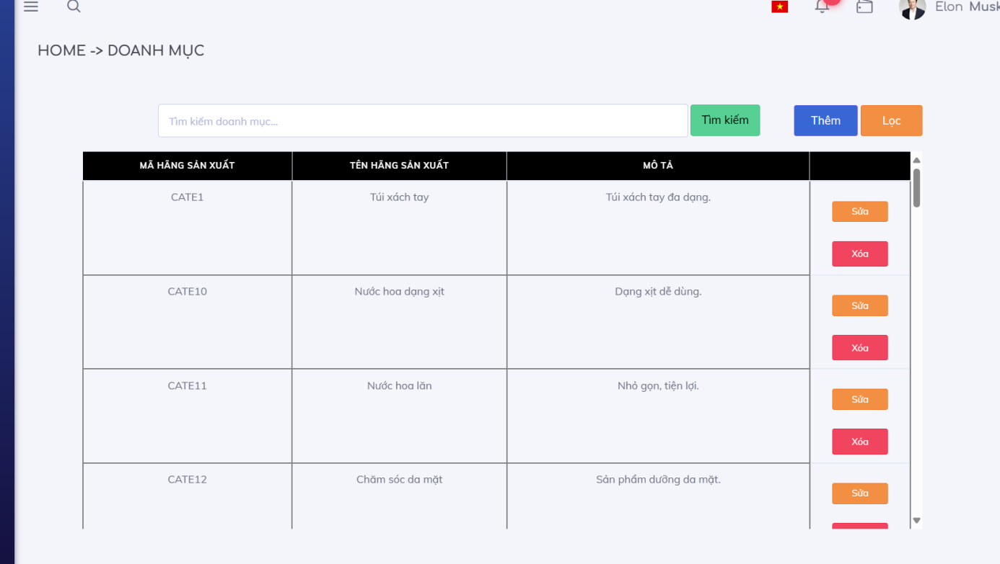 Elon Musk
HOME -> DOANH MỤC
Tìm kiếm doanh mục...
Tìm kiếm
Thêm
Lọc
MÃ HÃNG SẢN XUẤT
TÊN HÃNG SẢN XUẤT
MÔ TẢ
CATE1
Túi xách tay
Túi xách tay đa dạng.
Sửa
Xóa
CATE10
Nước hoa dạng xịt
Dạng xịt dễ dùng.
Sửa
Xóa
CATE11
Nước hoa lăn
Nhỏ gọn, tiện lợi.
Sửa
Xóa
CATE12
Chăm sóc da mặt
Sản phẩm dưỡng da mặt.
Sửa